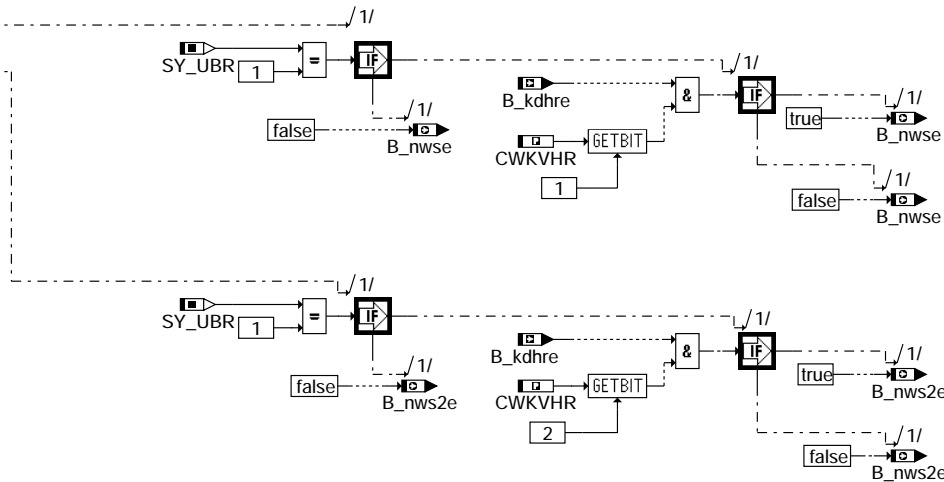 /1/
SY_UBR
1
=
IF
/1/
false
B_nwse
B_kdhre
CWKVHR
GETBIT
1
&
/1/
IF
/1/
true
B_nwse
/1/
false
B_nwse
/1/
SY_UBR
1
=
IF
/1/
false
B_nws2e
B_kdhre
CWKVHR
GETBIT
2
&
/1/
IF
/1/
true
B_nws2e
/1/
false
B_nws2e